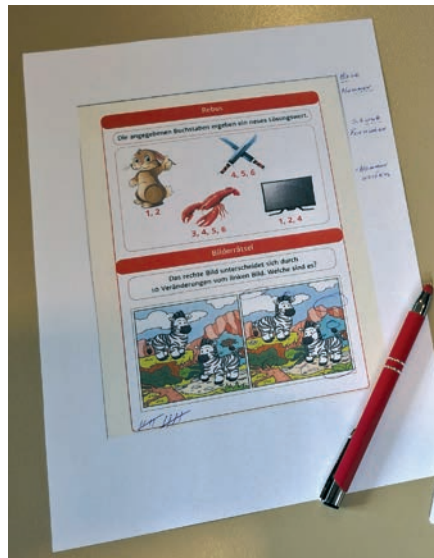 Rebus
Die angegebenen Buchstaben ergeben ein neues Lösungswort.
4, 5, 6
1, 2
3, 4, 5, 6
1, 2, 4
Bilderrätsel
Das rechte Bild unterscheidet sich durch
10 Veränderungen vom linken Bild. Welche sind es?